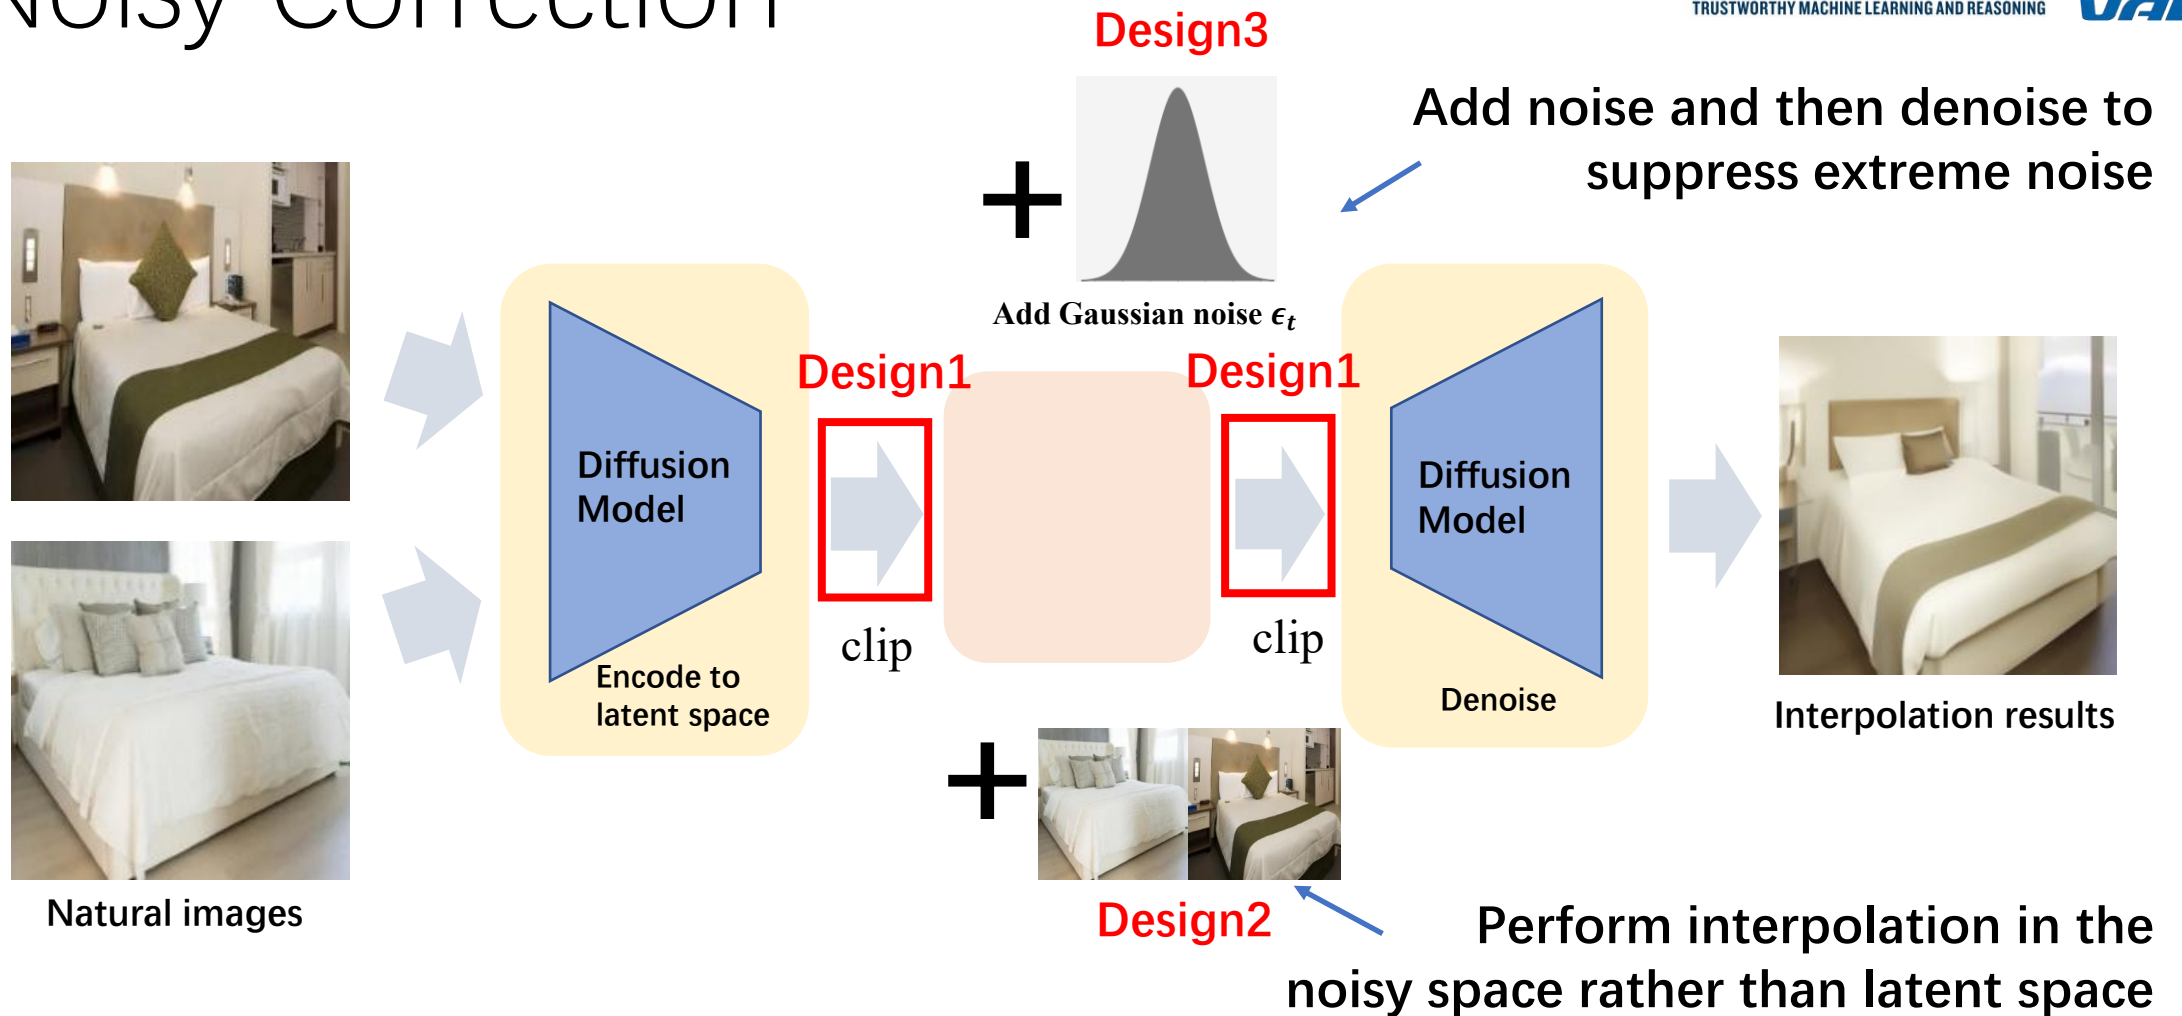 Noisy Correction
TRUSTWORTHY MACHINE LEARNING AND REASONING
Design3
Add noise and then denoise to
suppress extreme noise
Add Gaussian noise ϵₜ
Design1
Design1
Diffusion
Model
Diffusion
Model
clip
clip
Encode to
latent space
Denoise
Interpolation results
Natural images
Design2
Perform interpolation in the
noisy space rather than latent space